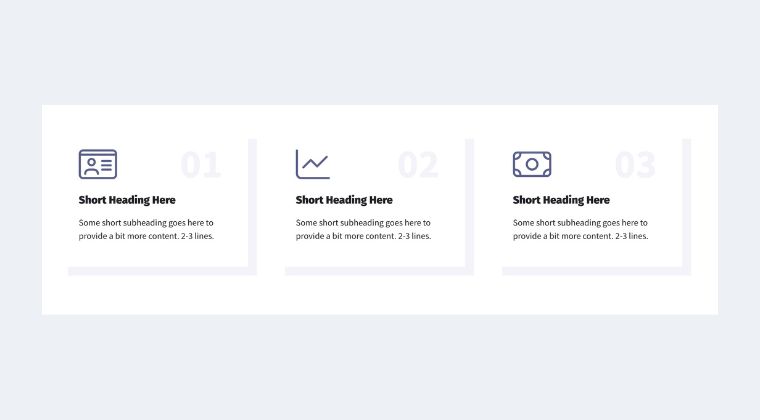 01
Short Heading Here
Some short subheading goes here to
provide a bit more content. 2-3 lines.
02
Short Heading Here
Some short subheading goes here to
provide a bit more content. 2-3 lines.
03
Short Heading Here
Some short subheading goes here to
provide a bit more content. 2-3 lines.